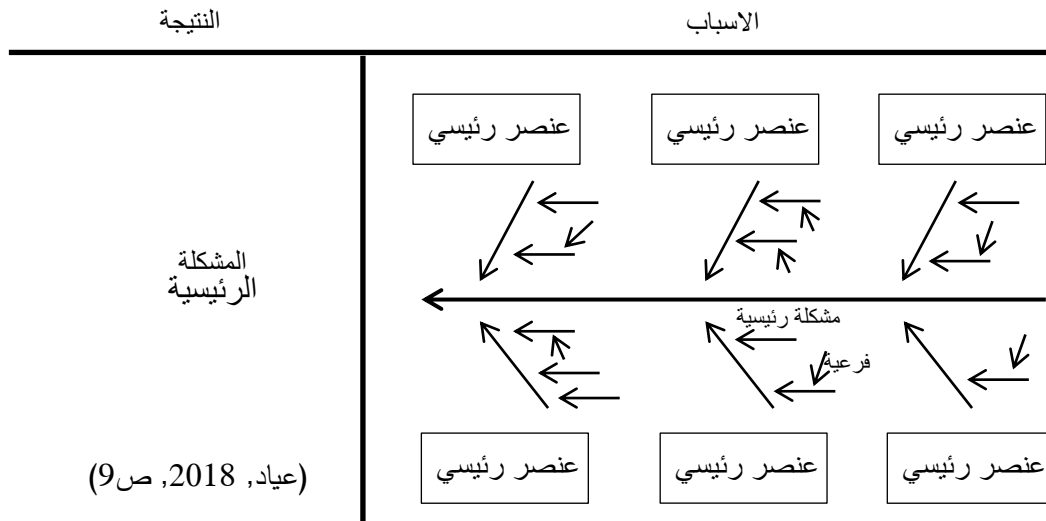 الاسباب
النتيجة
عنصر رئيسي
عنصر رئيسي
عنصر رئيسي
المشكلة
الرئيسية
مشكلة رئيسية
فرعية
عنصر رئيسي
عنصر رئيسي
عنصر رئيسي
(عياد, 2018, ص9)